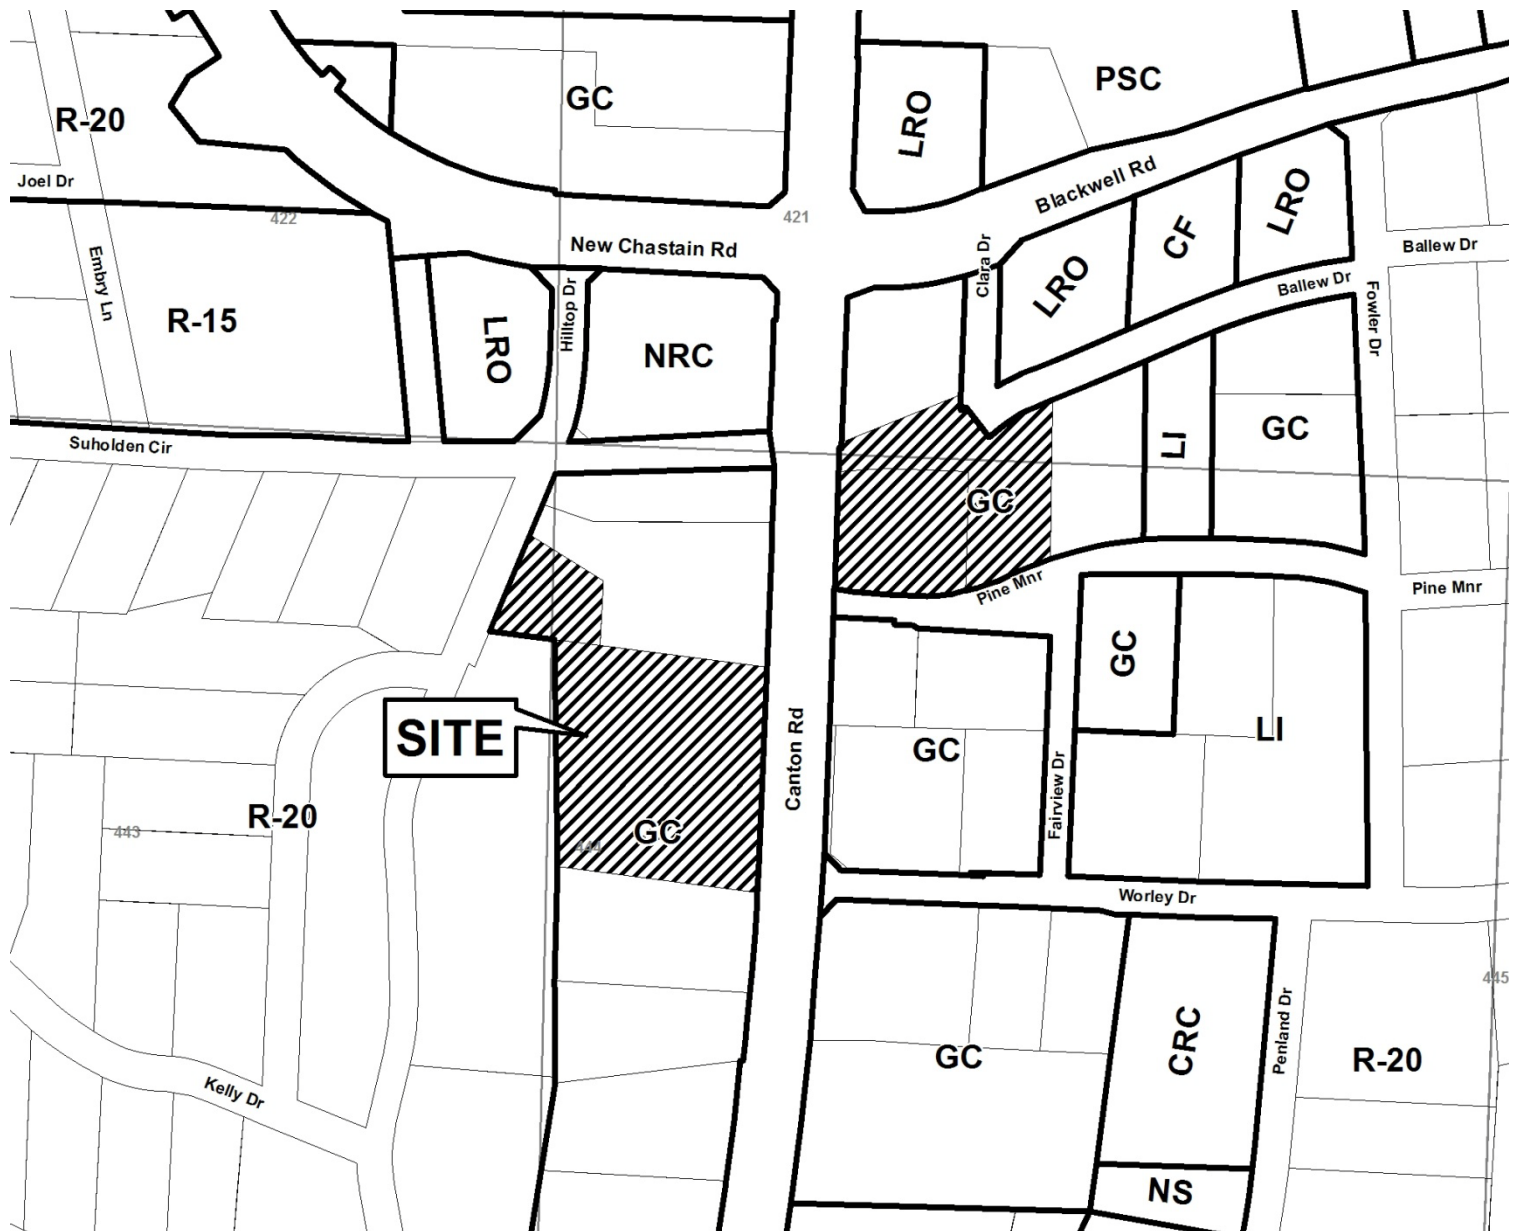 PSC
GC
LRO
R-20
Blackwell Rd
Joel Dr
LRO
422
421
CF
New Chastain Rd
Ballew Dr
Embry Ln
Clara Dr
LRO
Ballew Dr
Hilltop Dr
R-15
LRO
NRC
Fowler Dr
GC
LI
Suholden Cir
GC
Pine Mnr
Pine Mnr
GC
SITE
LI
GC
Canton Rd
Fairview Dr
R-20
443
GC
444
Worley Dr
445
Penland Dr
CRC
GC
R-20
Kelly Dr
NS